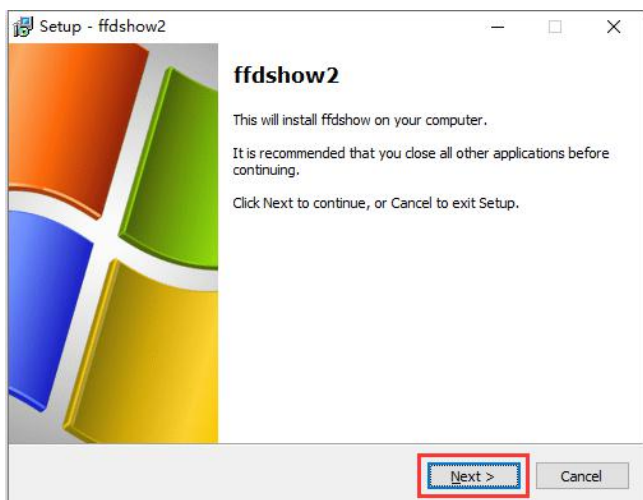 Setup - ffdshow2
ffdshow2
This will install ffdshow on your computer.
It is recommended that you close all other applications before
continuing.
Click Next to continue, or Cancel to exit Setup.
Next >
Cancel